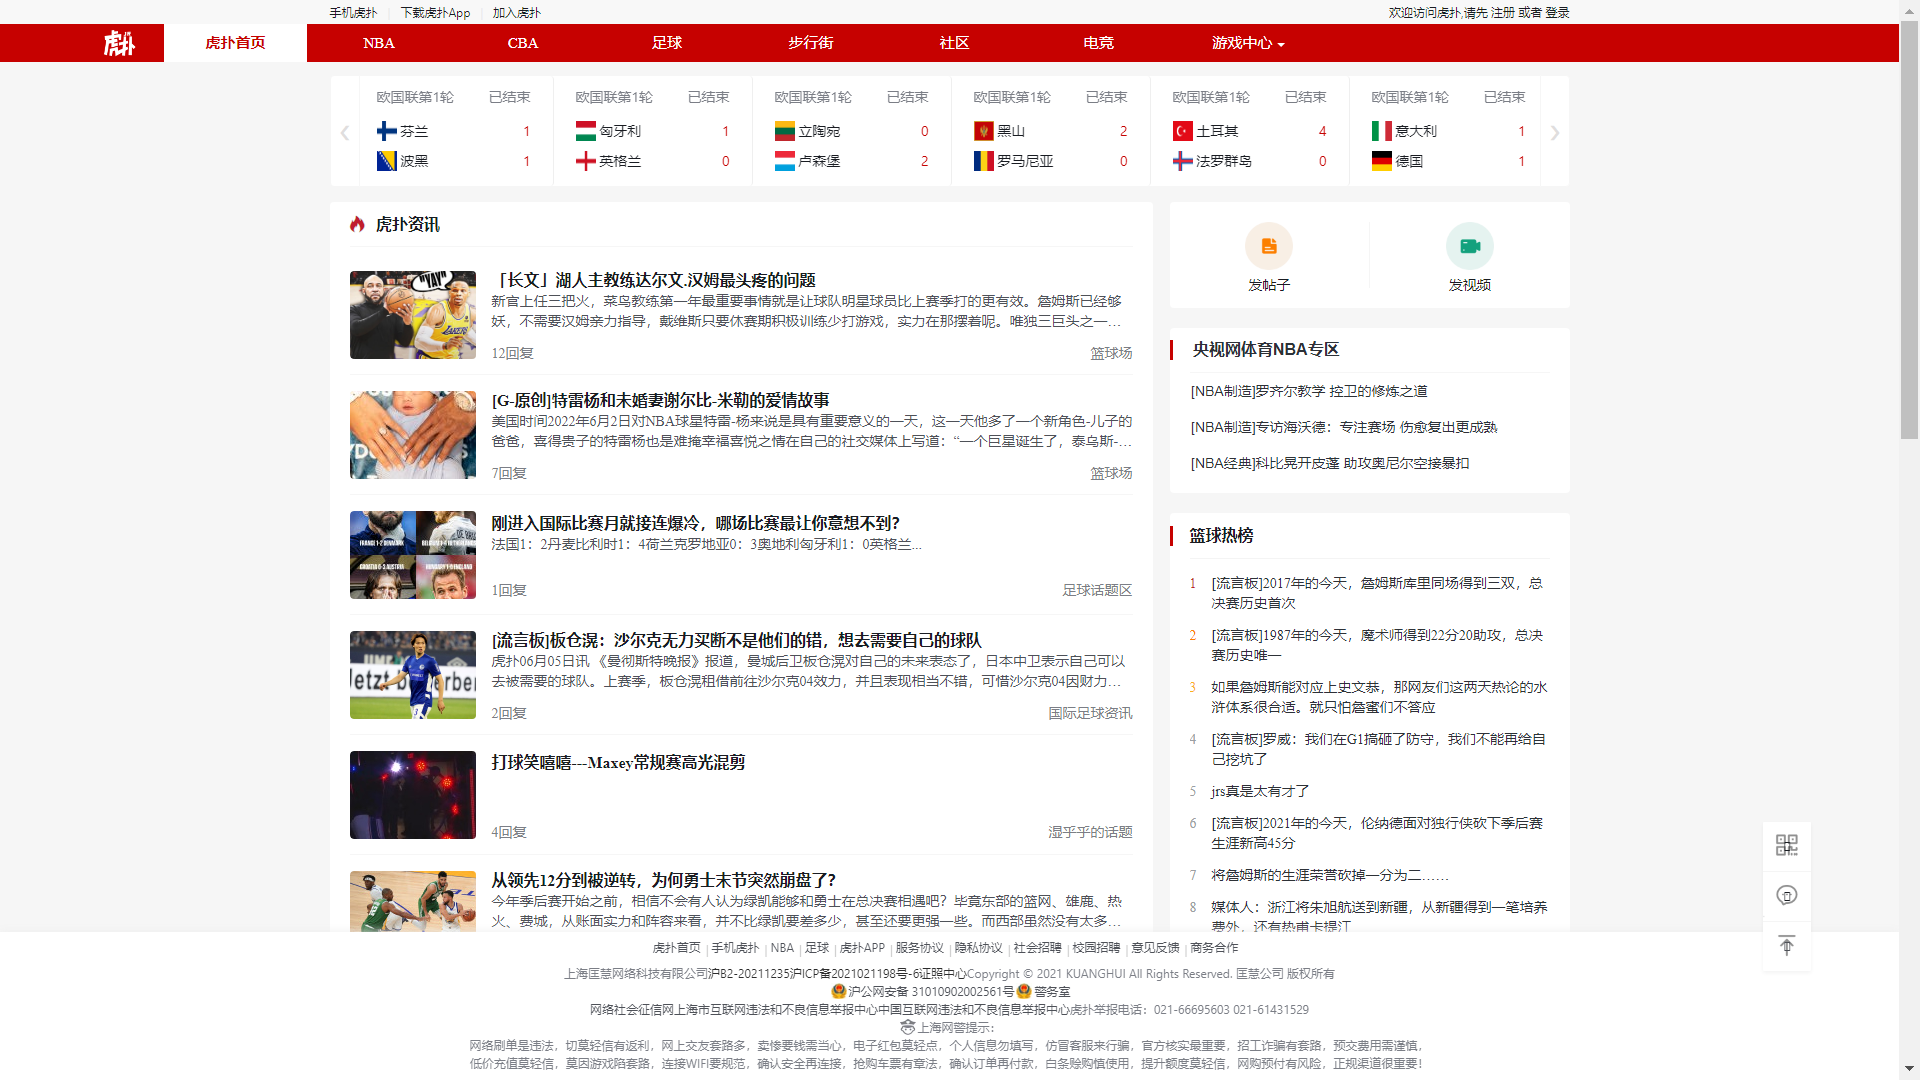 手机虎扑 下载虎扑App 加入虎扑 欢迎访问虎扑,请先 注册 或者 登录
虎扑 虎扑首页 NBA CBA 足球 步行街 社区 电竞 游戏中心
欧国联第1轮 已结束 欧国联第1轮 已结束 欧国联第1轮 已结束 欧国联第1轮 已结束 欧国联第1轮 已结束 欧国联第1轮 已结束
芬兰 1 匈牙利 1 立陶宛 0 黑山 2 土耳其 4 意大利 1
波黑 1 英格兰 0 卢森堡 2 罗马尼亚 0 法罗群岛 0 德国 1
虎扑资讯
"YAY"
「长文」湖人主教练达尔文.汉姆最头疼的问题
新官上任三把火，菜鸟教练第一年最重要事情就是让球队明星球员比上赛季打的更有效。詹姆斯已经够
妖，不需要汉姆亲力指导，戴维斯只要休赛期积极训练少打游戏，实力在那摆着呢。唯独三巨头之一…
12回复 篮球场
[G-原创]特雷杨和未婚妻谢尔比-米勒的爱情故事
美国时间2022年6月2日对NBA球星特雷-杨来说是具有重要意义的一天，这一天他多了一个新角色-儿子的
爸爸，喜得贵子的特雷杨也是难掩幸福喜悦之情在自己的社交媒体上写道：“一个巨星诞生了，泰乌斯-…
7回复 篮球场
FRANCE 1-2 DENMARK
CROATIA 0-3 AUSTRIA
刚进入国际比赛月就接连爆冷，哪场比赛最让你意想不到？
法国1：2丹麦比利时1：4荷兰克罗地亚0：3奥地利匈牙利1：0英格兰...
1回复 足球话题区
[流言板]板仓滉：沙尔克无力买断不是他们的错，想去需要自己的球队
虎扑06月05日讯 《曼彻斯特晚报》报道，曼城后卫板仓滉对自己的未来表态了，日本中卫表示自己可以
去被需要的球队。上赛季，板仓滉租借前往沙尔克04效力，并且表现相当不错，可惜沙尔克04因财力…
2回复 国际足球资讯
打球笑嘻嘻---Maxey常规赛高光混剪
4回复 湿乎乎的话题
从领先12分到被逆转，为何勇士末节突然崩盘了？
今年季后赛开始之前，相信不会有人认为绿凯能够和勇士在总决赛相遇吧？毕竟东部的篮网、雄鹿、热
火、费城，从账面实力和阵容来看，并不比绿凯要差多少，甚至还要更强一些。而西部虽然没有太多…
发帖子 发视频
央视网体育NBA专区
[NBA制造]罗齐尔教学 控卫的修炼之道
[NBA制造]专访海沃德：专注赛场 伤愈复出更成熟
[NBA经典]科比晃开皮蓬 助攻奥尼尔空接暴扣
篮球热榜
1 [流言板]2017年的今天，詹姆斯库里同场得到三双，总
决赛历史首次
2 [流言板]1987年的今天，魔术师得到22分20助攻，总决
赛历史唯一
3 如果詹姆斯能对应上史文恭，那网友们这两天热论的水
浒体系很合适。就只怕詹蜜们不答应
4 [流言板]罗威：我们在G1搞砸了防守，我们不能再给自
己挖坑了
5 jrs真是太有才了
6 [流言板]2021年的今天，伦纳德面对独行侠砍下季后赛
生涯新高45分
7 将詹姆斯的生涯荣誉砍掉一分为二……
8 媒体人：浙江将朱旭航送到新疆，从新疆得到一笔培养
费外，还有热甫卡提江
虎扑首页 手机虎扑 NBA 足球 虎扑APP 服务协议 隐私协议 社会招聘 校园招聘 意见反馈 商务合作
上海匡慧网络科技有限公司沪B2-20211235沪ICP备2021021198号-6证照中心Copyright © 2021 KUANGHUI All Rights Reserved. 匡慧公司 版权所有
沪公网安备 31010902002561号 警务室
网络社会征信网上海市互联网违法和不良信息举报中心中国互联网违法和不良信息举报中心虎扑举报电话：021-66695603 021-61431529
上海网警提示：
网络刷单是违法，切莫轻信有返利，网上交友套路多，卖惨要钱需当心，电子红包莫轻点，个人信息勿填写，仿冒客服来行骗，官方核实最重要，招工诈骗有套路，预交费用需谨慎，
低价充值莫轻信，莫因游戏陷套路，连接WIFI要规范，确认安全再连接，抢购车票有章法，确认订单再付款，白条赊购慎使用，提升额度莫轻信，网购预付有风险，正规渠道很重要！